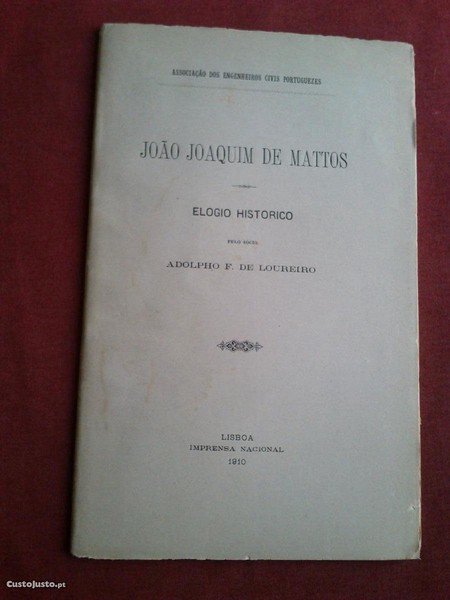 ASSOCIAÇÃO DOS ENGENHEIROS CIVIS PORTUGUEZES
JOÃO JOAQUIM DE MATTOS
ELOGIO HISTORICO
PELO SOCIO
ADOLPHO F. DE LOUREIRO
LISBOA
IMPRENSA NACIONAL
1910
CustoJusto.pt